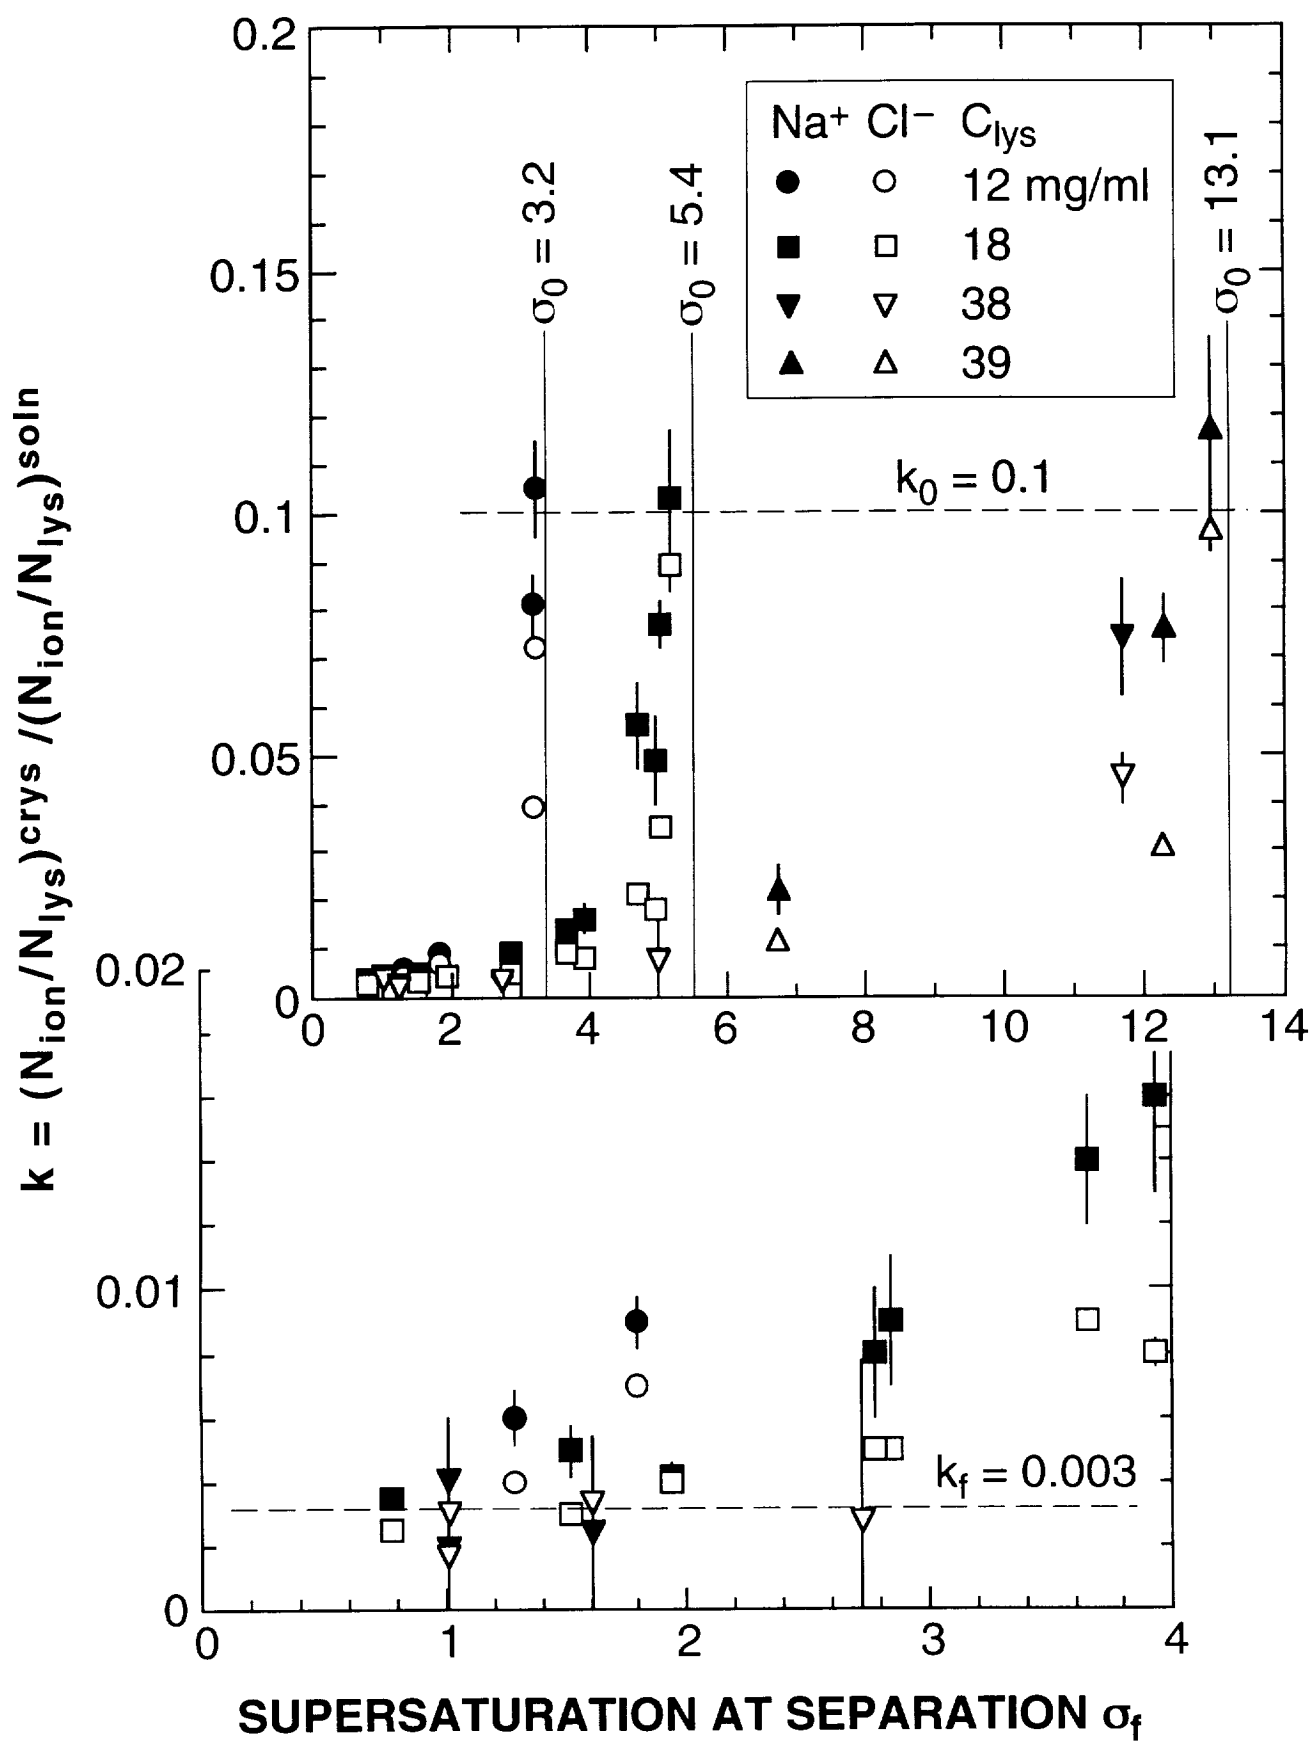 0.2
0.15
0.1
0.05
0
0 2 4 6 8 10 12 14
Na⁺ Cl⁻ C_lys
12 mg/ml
18
38
39
σ₀ = 3.2
σ₀ = 5.4
σ₀ = 13.1
k₀ = 0.1
k = (N_ion/N_lys)^crys /(N_ion/N_lys)^soln
0.02
0.01
0
k_f = 0.003
0 1 2 3 4
SUPERSATURATION AT SEPARATION σ_f